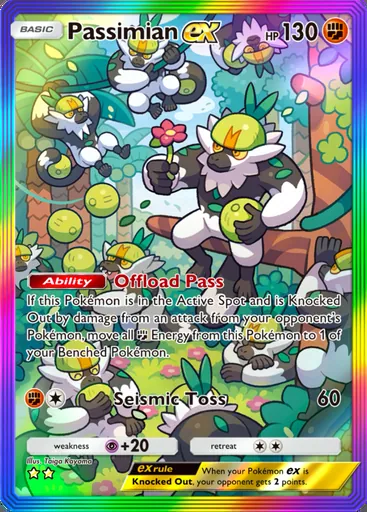 BASIC Passimian ex HP 130
Ability Offload Pass
If this Pokémon is in the Active Spot and is Knocked
Out by damage from an attack from your opponent's
Pokémon, move all Energy from this Pokémon to 1 of
your Benched Pokémon.
Seismic Toss 60
weakness +20 retreat
Illus. Taiga Kayama
ex rule When your Pokémon ex is
Knocked Out, your opponent gets 2 points.